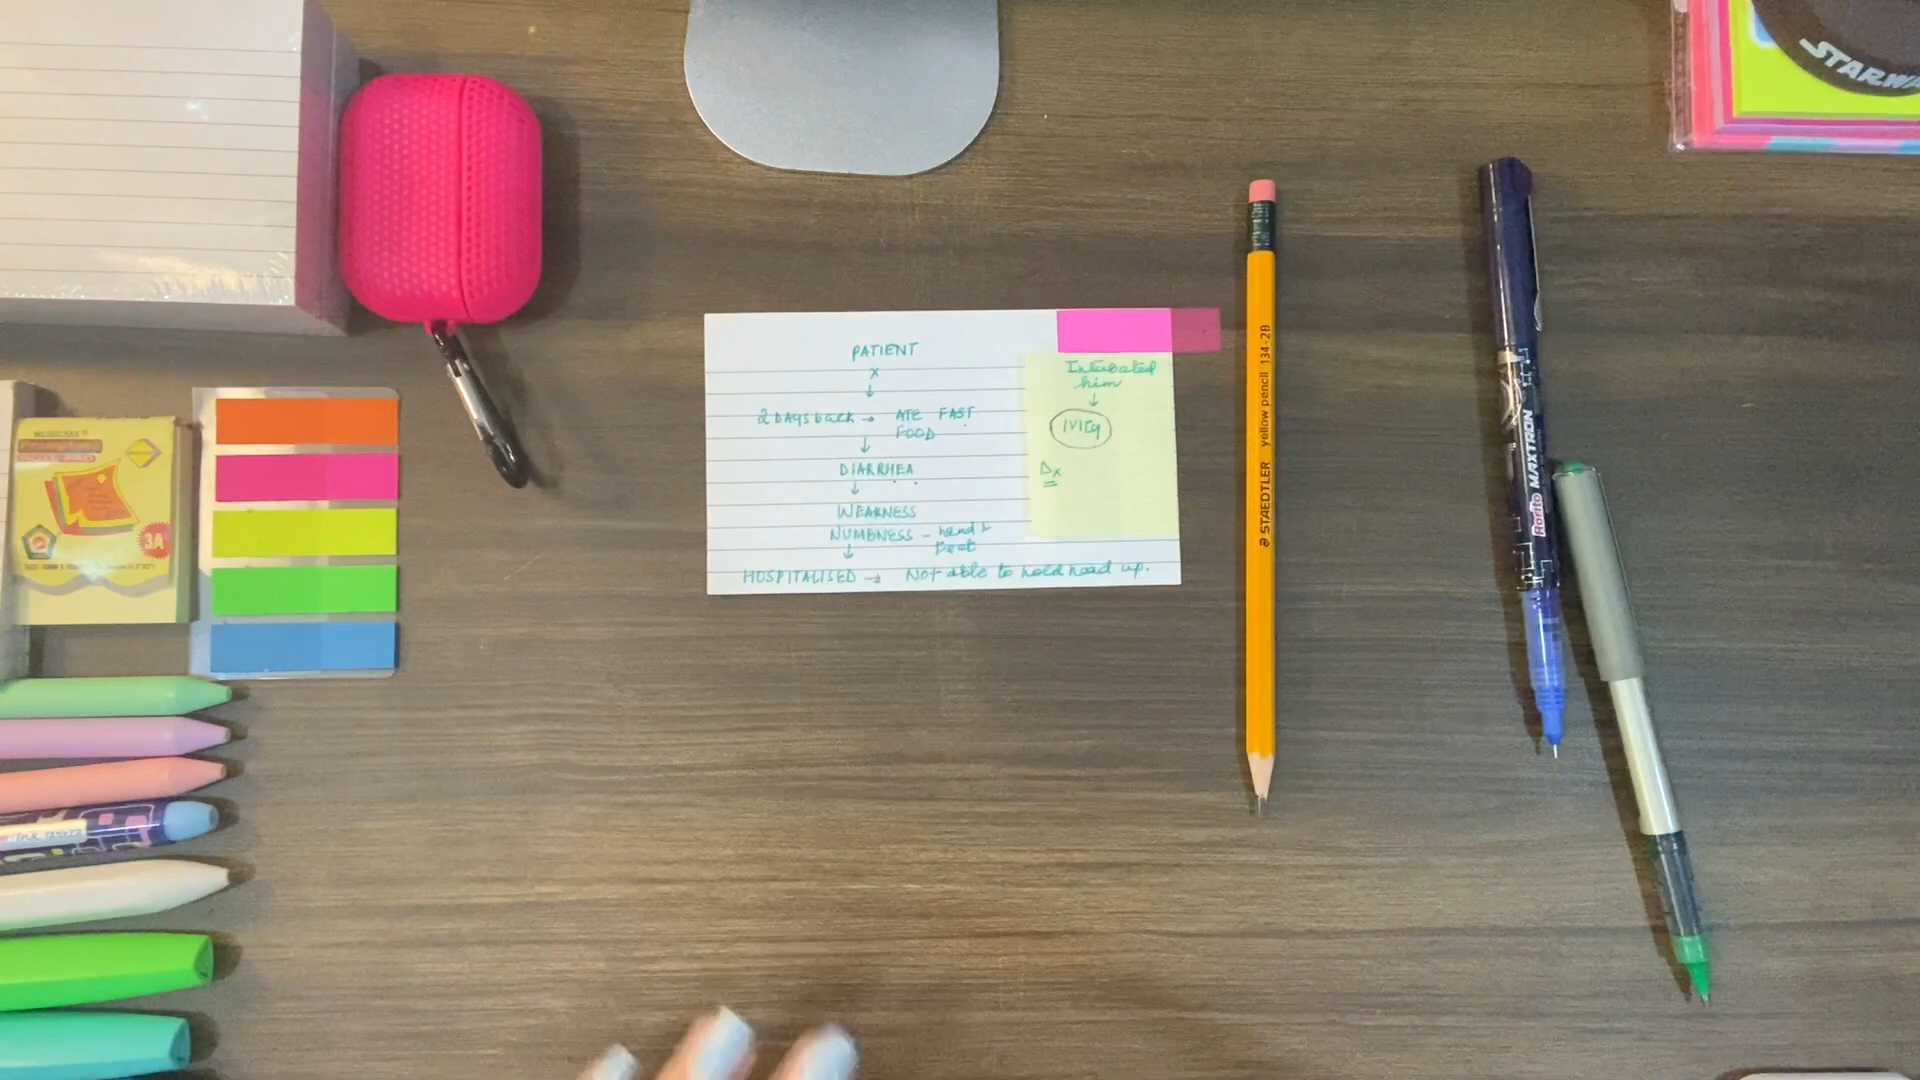 PATIENT
X
↓
2 DAYS back → ATE FAST
FOOD
↓
DIARRHEA
↓
WEAKNESS
NUMBNESS - hand &
feet
↓
HOSPITALISED → Not able to hold head up.
Intubated
him
↓
IVIg
Dx
STAEDTLER yellow pencil 134-2B
Rorito MAXTRON
3A